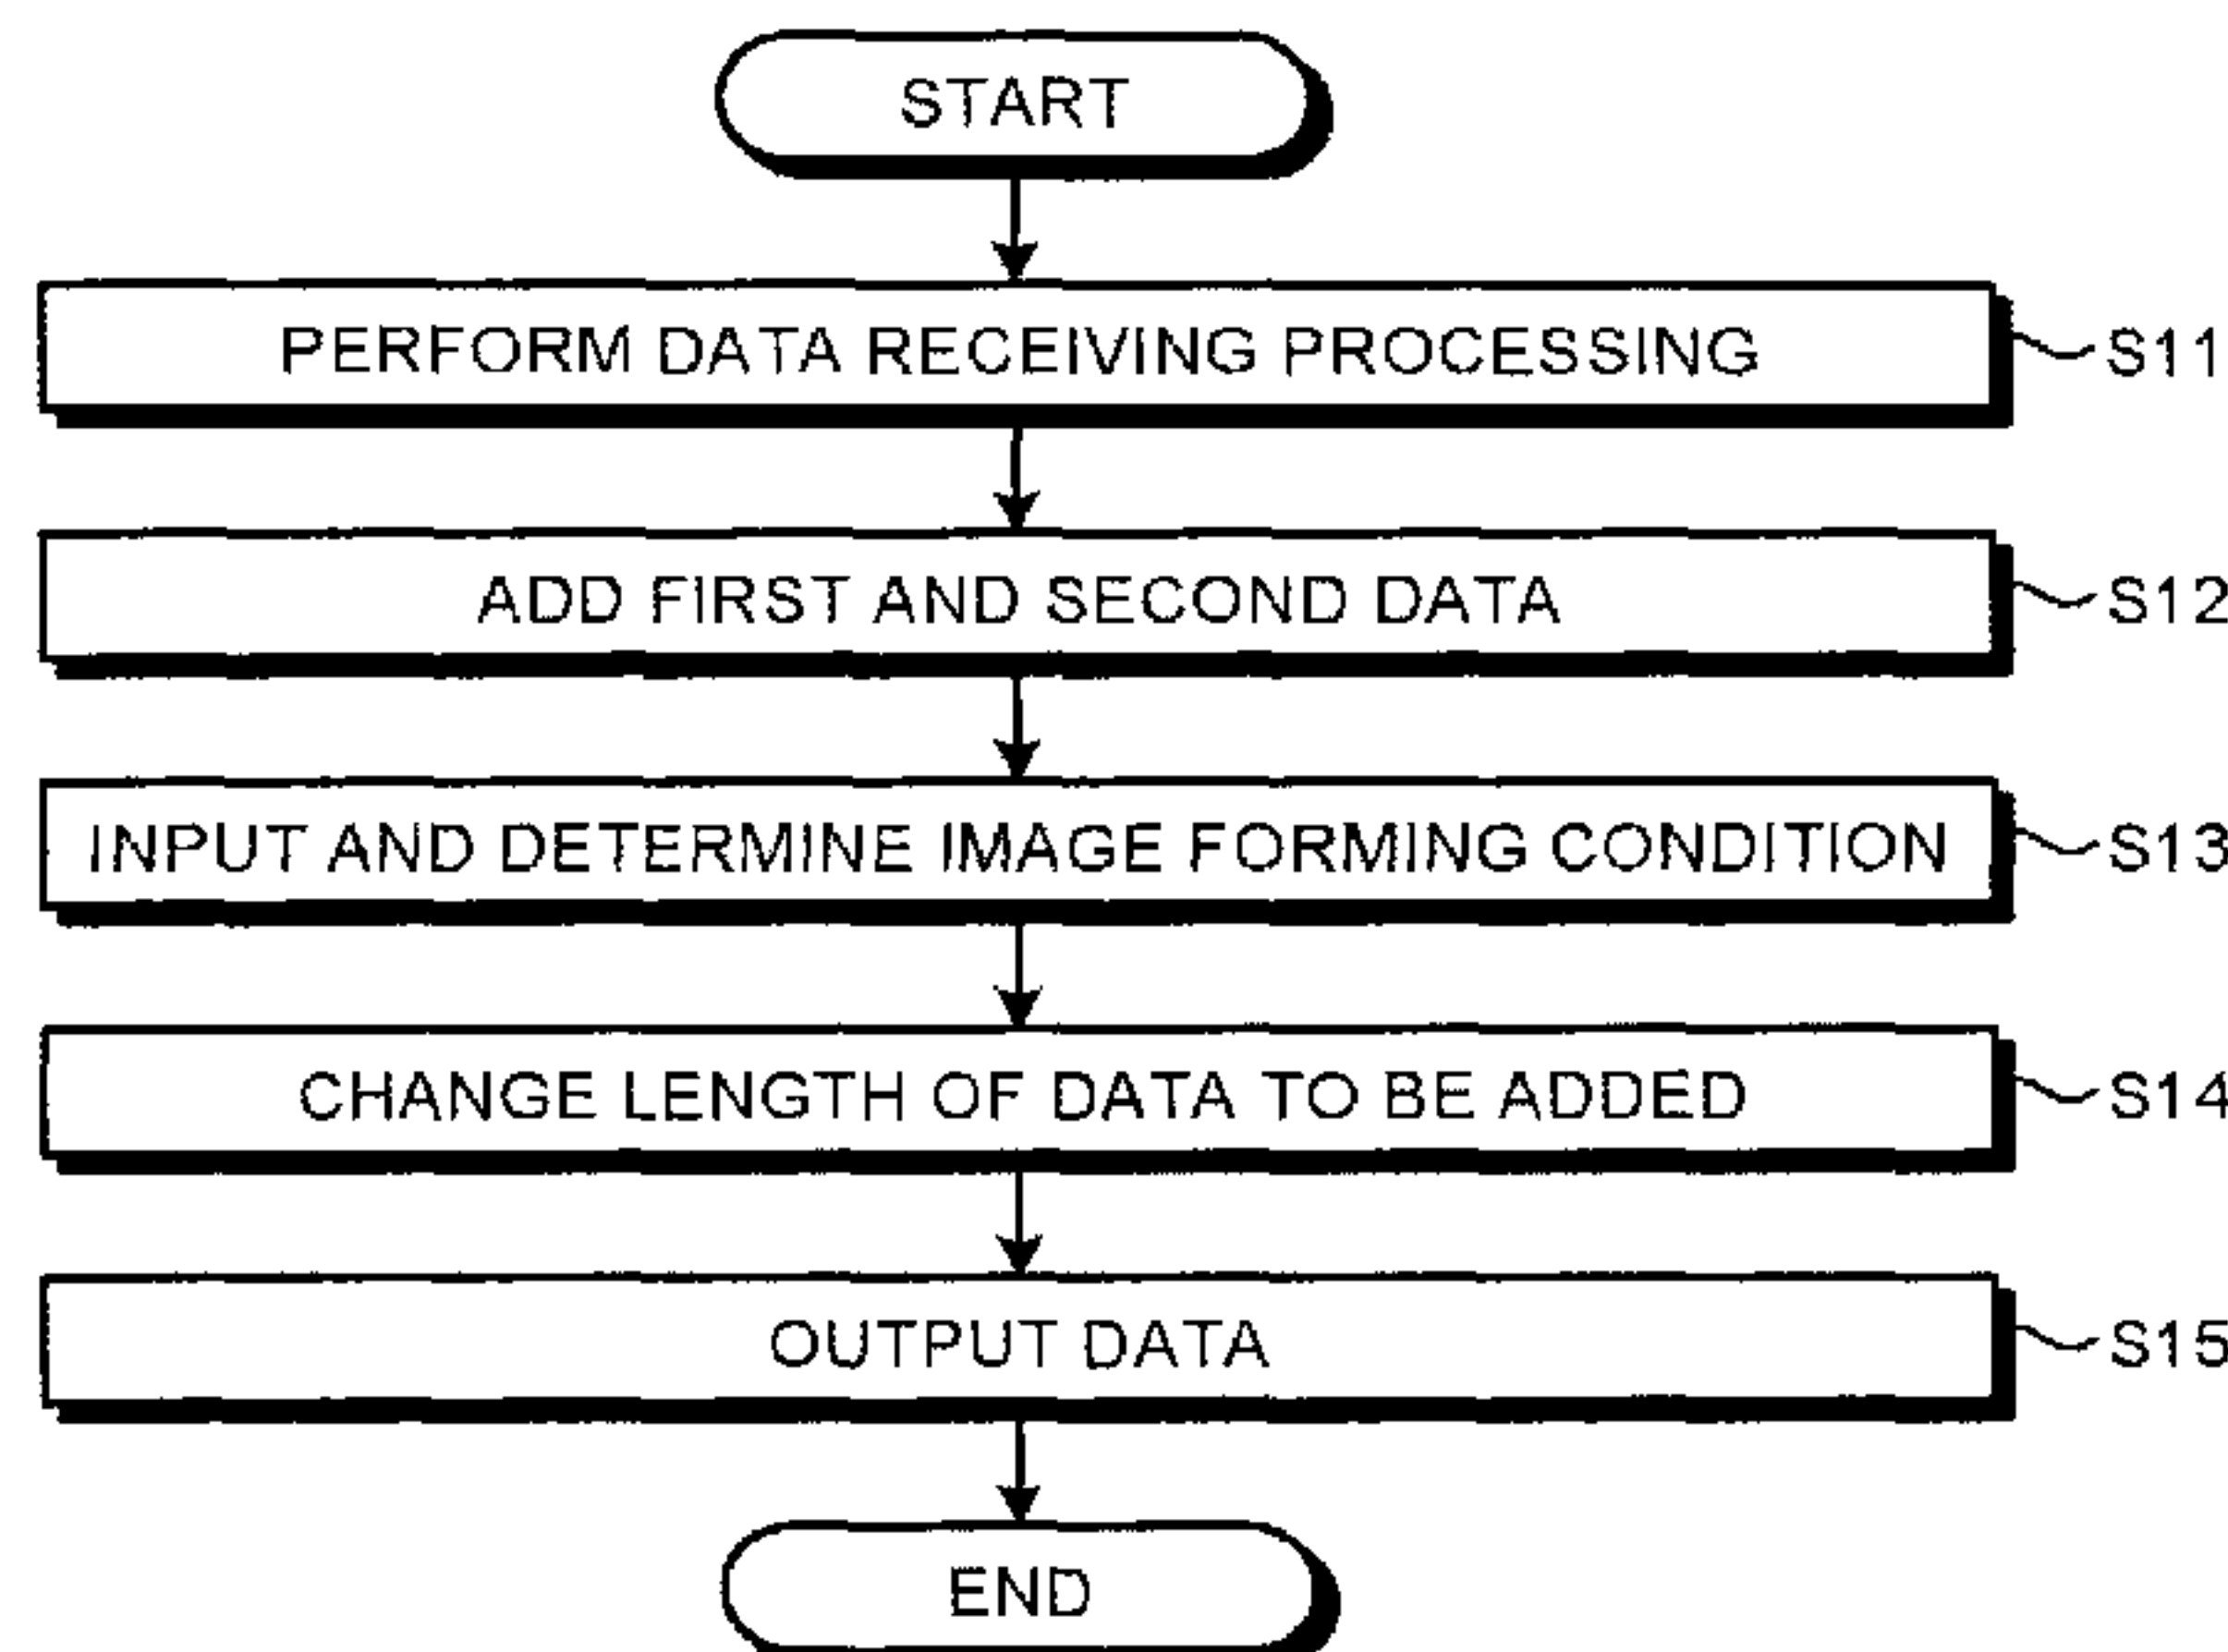 START
PERFORM DATA RECEIVING PROCESSING S11
ADD FIRST AND SECOND DATA S12
INPUT AND DETERMINE IMAGE FORMING CONDITION S13
CHANGE LENGTH OF DATA TO BE ADDED S14
OUTPUT DATA S15
END